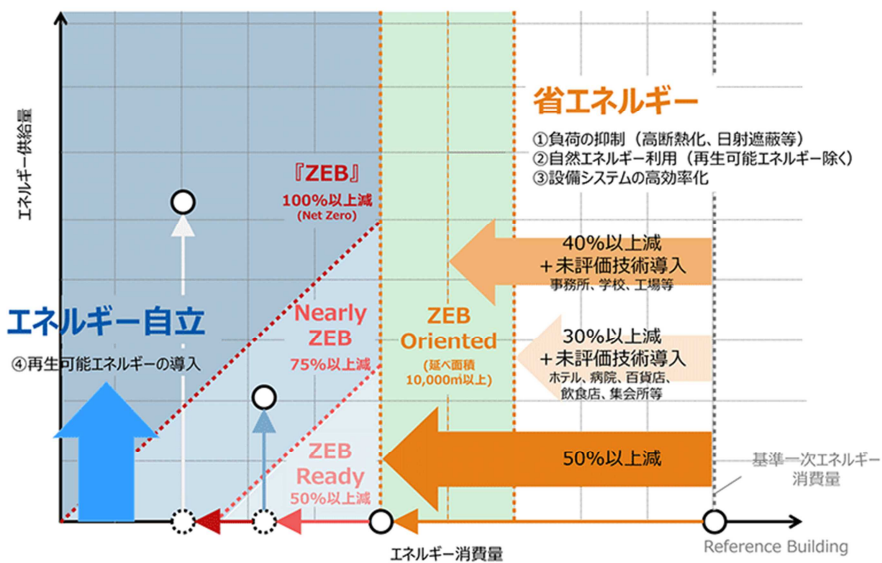 エネルギー供給量
『ZEB』
100%以上減
(Net Zero)
省エネルギー
①負荷の抑制（高断熱化、日射遮蔽等）
②自然エネルギー利用（再生可能エネルギー除く）
③設備システムの高効率化
40%以上減
＋未評価技術導入
事務所、学校、工場等
エネルギー自立
④再生可能エネルギーの導入
Nearly
ZEB
75%以上減
ZEB
Oriented
(延べ面積
10,000㎡以上)
30%以上減
＋未評価技術導入
ホテル、病院、百貨店、
飲食店、集会所等
ZEB
Ready
50%以上減
50%以上減
基準一次エネルギー
消費量
エネルギー消費量
Reference Building